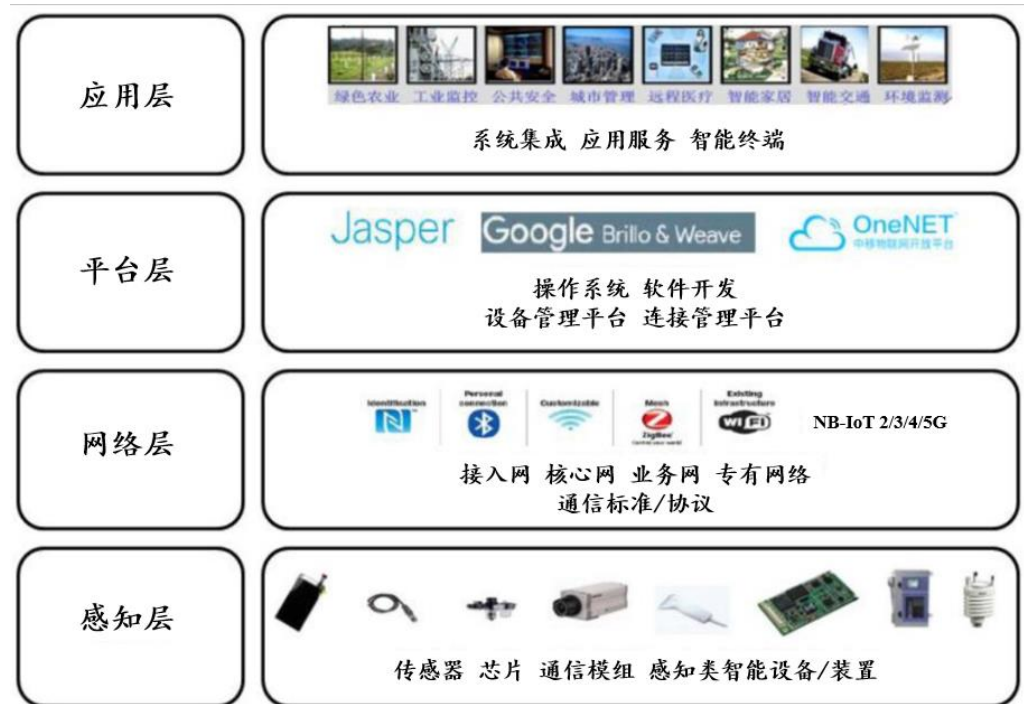 应用层
绿色农业 工业监控 公共安全 城市管理 远程医疗 智能家居 智能交通 环境监测
系统集成 应用服务 智能终端
平台层
Jasper Google Brillo & Weave OneNET
中移物联网开放平台
操作系统 软件开发
设备管理平台 连接管理平台
网络层
Identification Personal connection Customizable Mesh Existing Infrastructure
ZigBee WiFi NB-IoT 2/3/4/5G
Control your world
接入网 核心网 业务网 专有网络
通信标准/协议
感知层
传感器 芯片 通信模组 感知类智能设备/装置